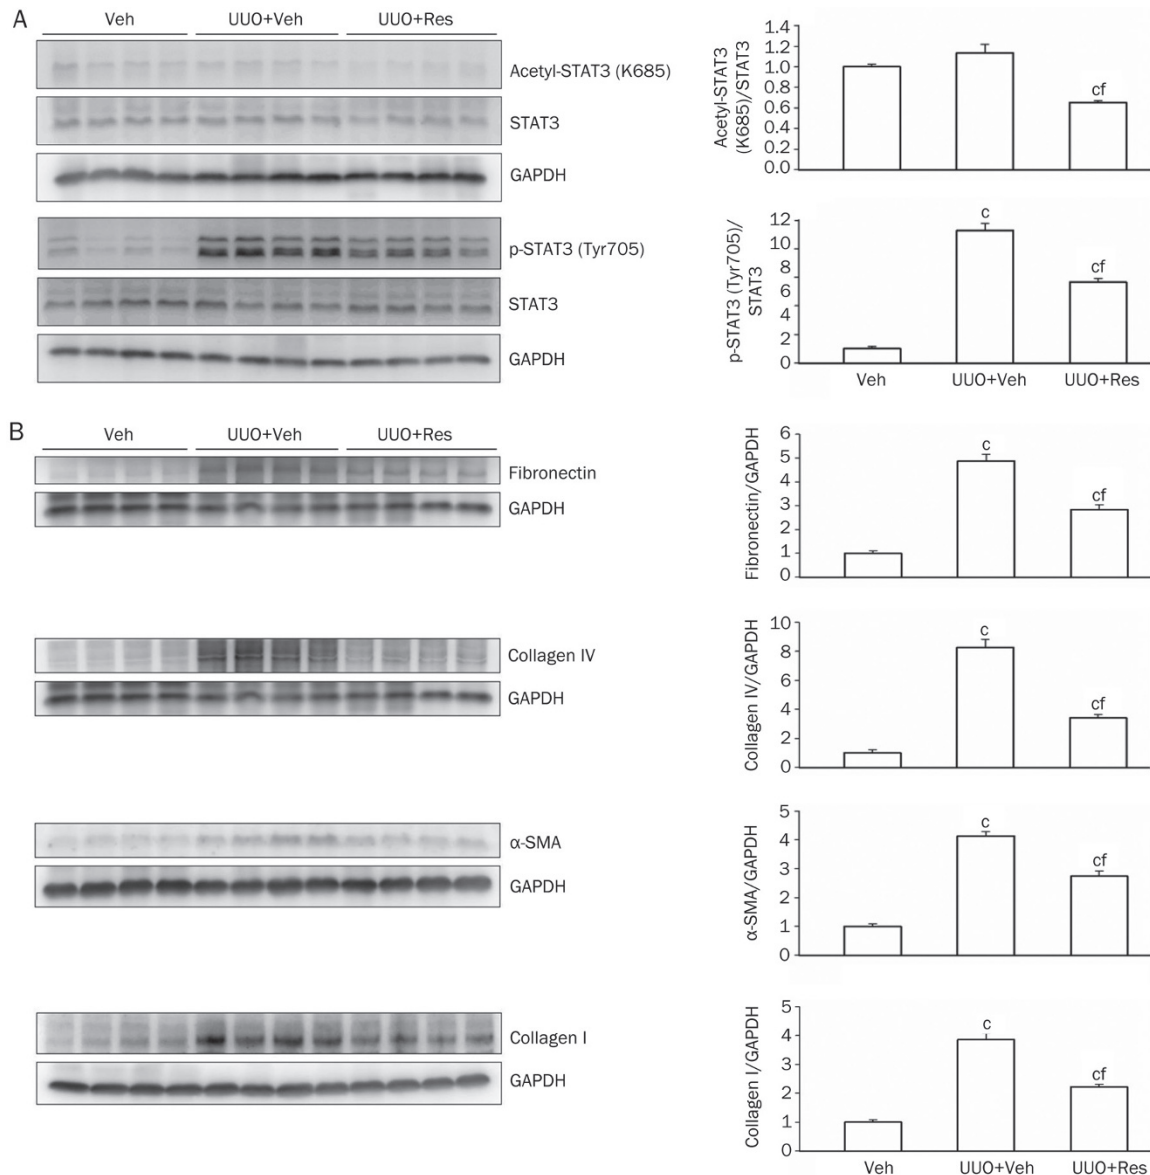 A
Veh UUO+Veh UUO+Res
Acetyl-STAT3 (K685)
STAT3
GAPDH
p-STAT3 (Tyr705)
STAT3
GAPDH
Acetyl-STAT3
(K685)/STAT3
1.4
1.2
1.0
0.8
0.6
0.4
0.2
0.0
cf
p-STAT3 (Tyr705)/
STAT3
12
10
8
6
4
2
0
c
cf
Veh UUO+Veh UUO+Res
B
Veh UUO+Veh UUO+Res
Fibronectin
GAPDH
Fibronectin/GAPDH
6
5
4
3
2
1
0
c
cf
Collagen IV
GAPDH
Collagen IV/GAPDH
10
8
6
4
2
0
c
cf
α-SMA
GAPDH
α-SMA/GAPDH
5
4
3
2
1
0
c
cf
Collagen I
GAPDH
Collagen I/GAPDH
5
4
3
2
1
0
c
cf
Veh UUO+Veh UUO+Res